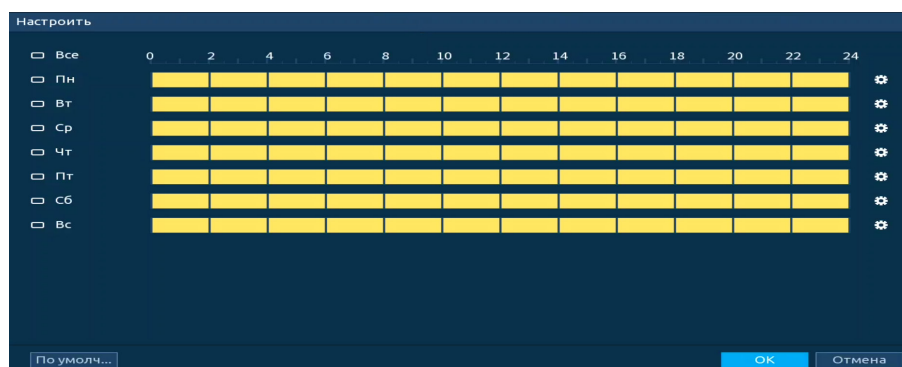 Настроить
Все 0 2 4 6 8 10 12 14 16 18 20 22 24
Пн
Вт
Ср
Чт
Пт
Сб
Вс
По умолч... OK Отмена